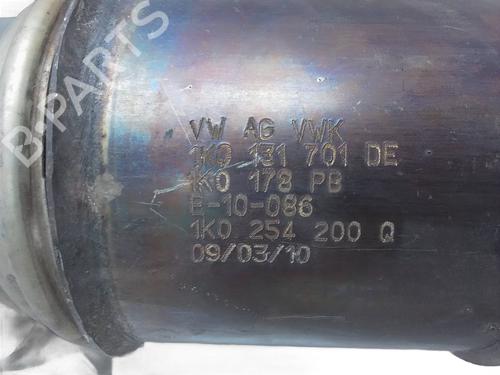 B-PARTS
VW AG VWK
1K0 131 701 DE
1K0 178 PB
E-10-086
1K0 254 200 Q
09/03/10